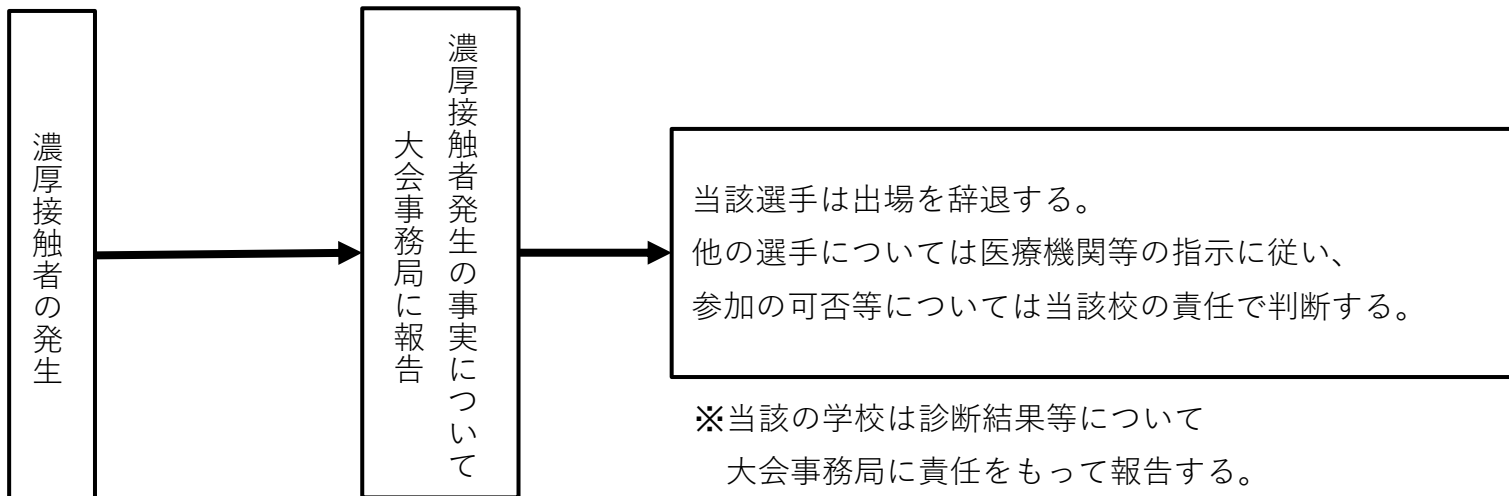 濃厚接触者の発生
濃厚接触者発生の事実について
大会事務局に報告
当該選手は出場を辞退する。
他の選手については医療機関等の指示に従い、
参加の可否等については当該校の責任で判断する。
※当該の学校は診断結果等について
大会事務局に責任をもって報告する。